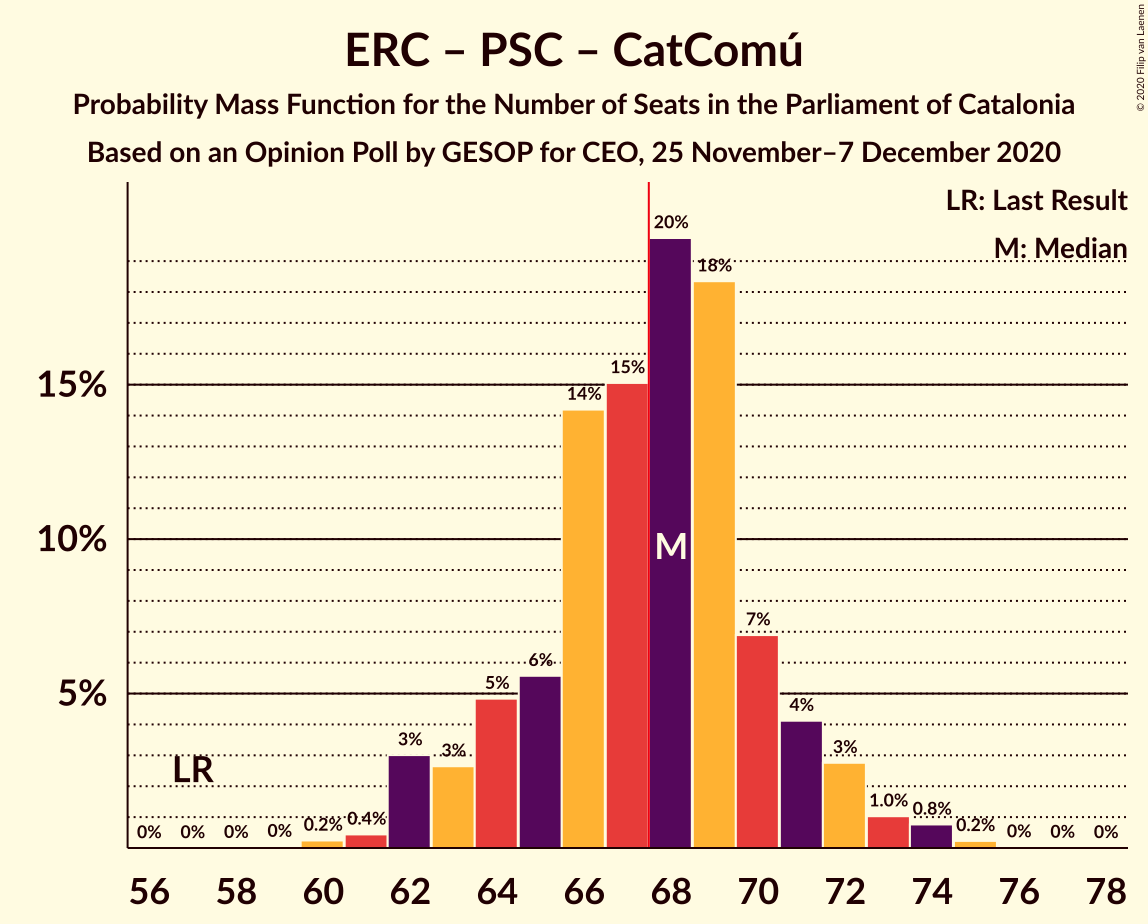 ERC – PSC – CatComú
Probability Mass Function for the Number of Seats in the Parliament of Catalonia
Based on an Opinion Poll by GESOP for CEO, 25 November–7 December 2020
© 2020 Filip van Laenen
LR: Last Result
M: Median
20%
18%
15%
15%
14%
10%
M
7%
6%
5%
5%
4%
3%
3%
3%
LR
1.0%
0.8%
0.4%
0.2%
0.2%
0% 0% 0% 0%
0% 0% 0%
56 58 60 62 64 66 68 70 72 74 76 78